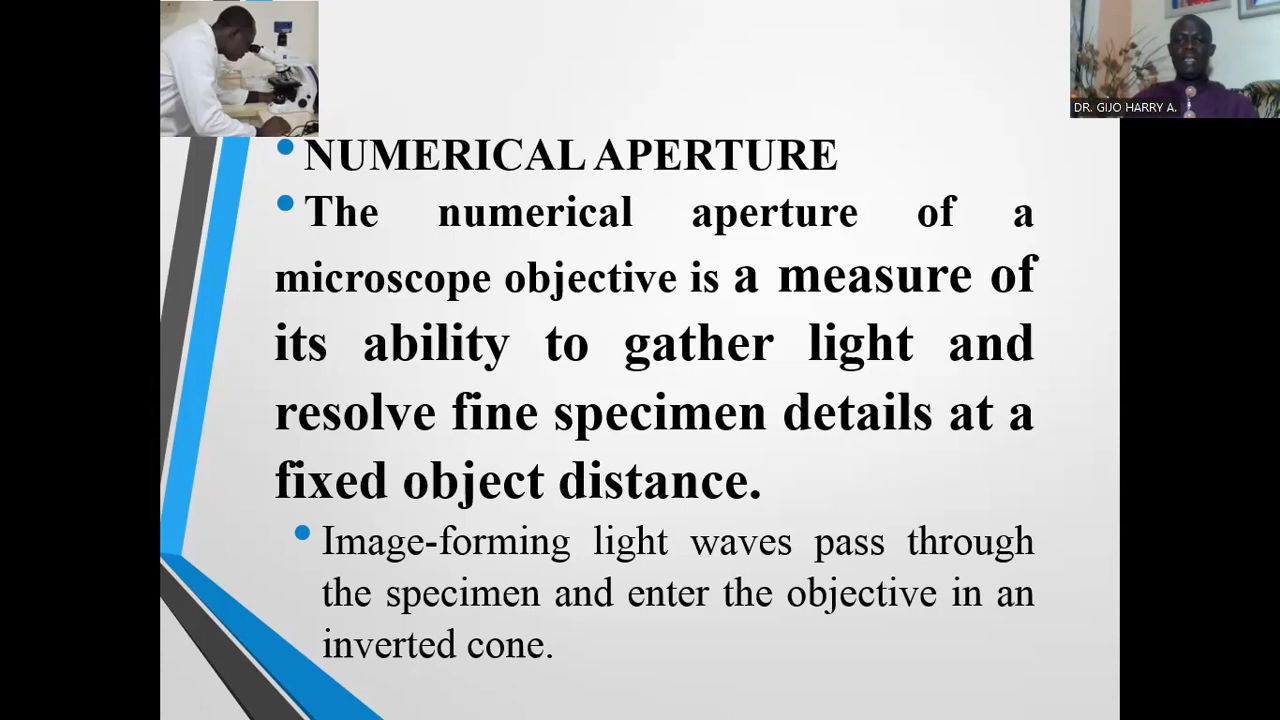 DR. GIJO HARRY A.
NUMERICAL APERTURE
The numerical aperture of a
microscope objective is a measure of
its ability to gather light and
resolve fine specimen details at a
fixed object distance.
Image-forming light waves pass through
the specimen and enter the objective in an
inverted cone.